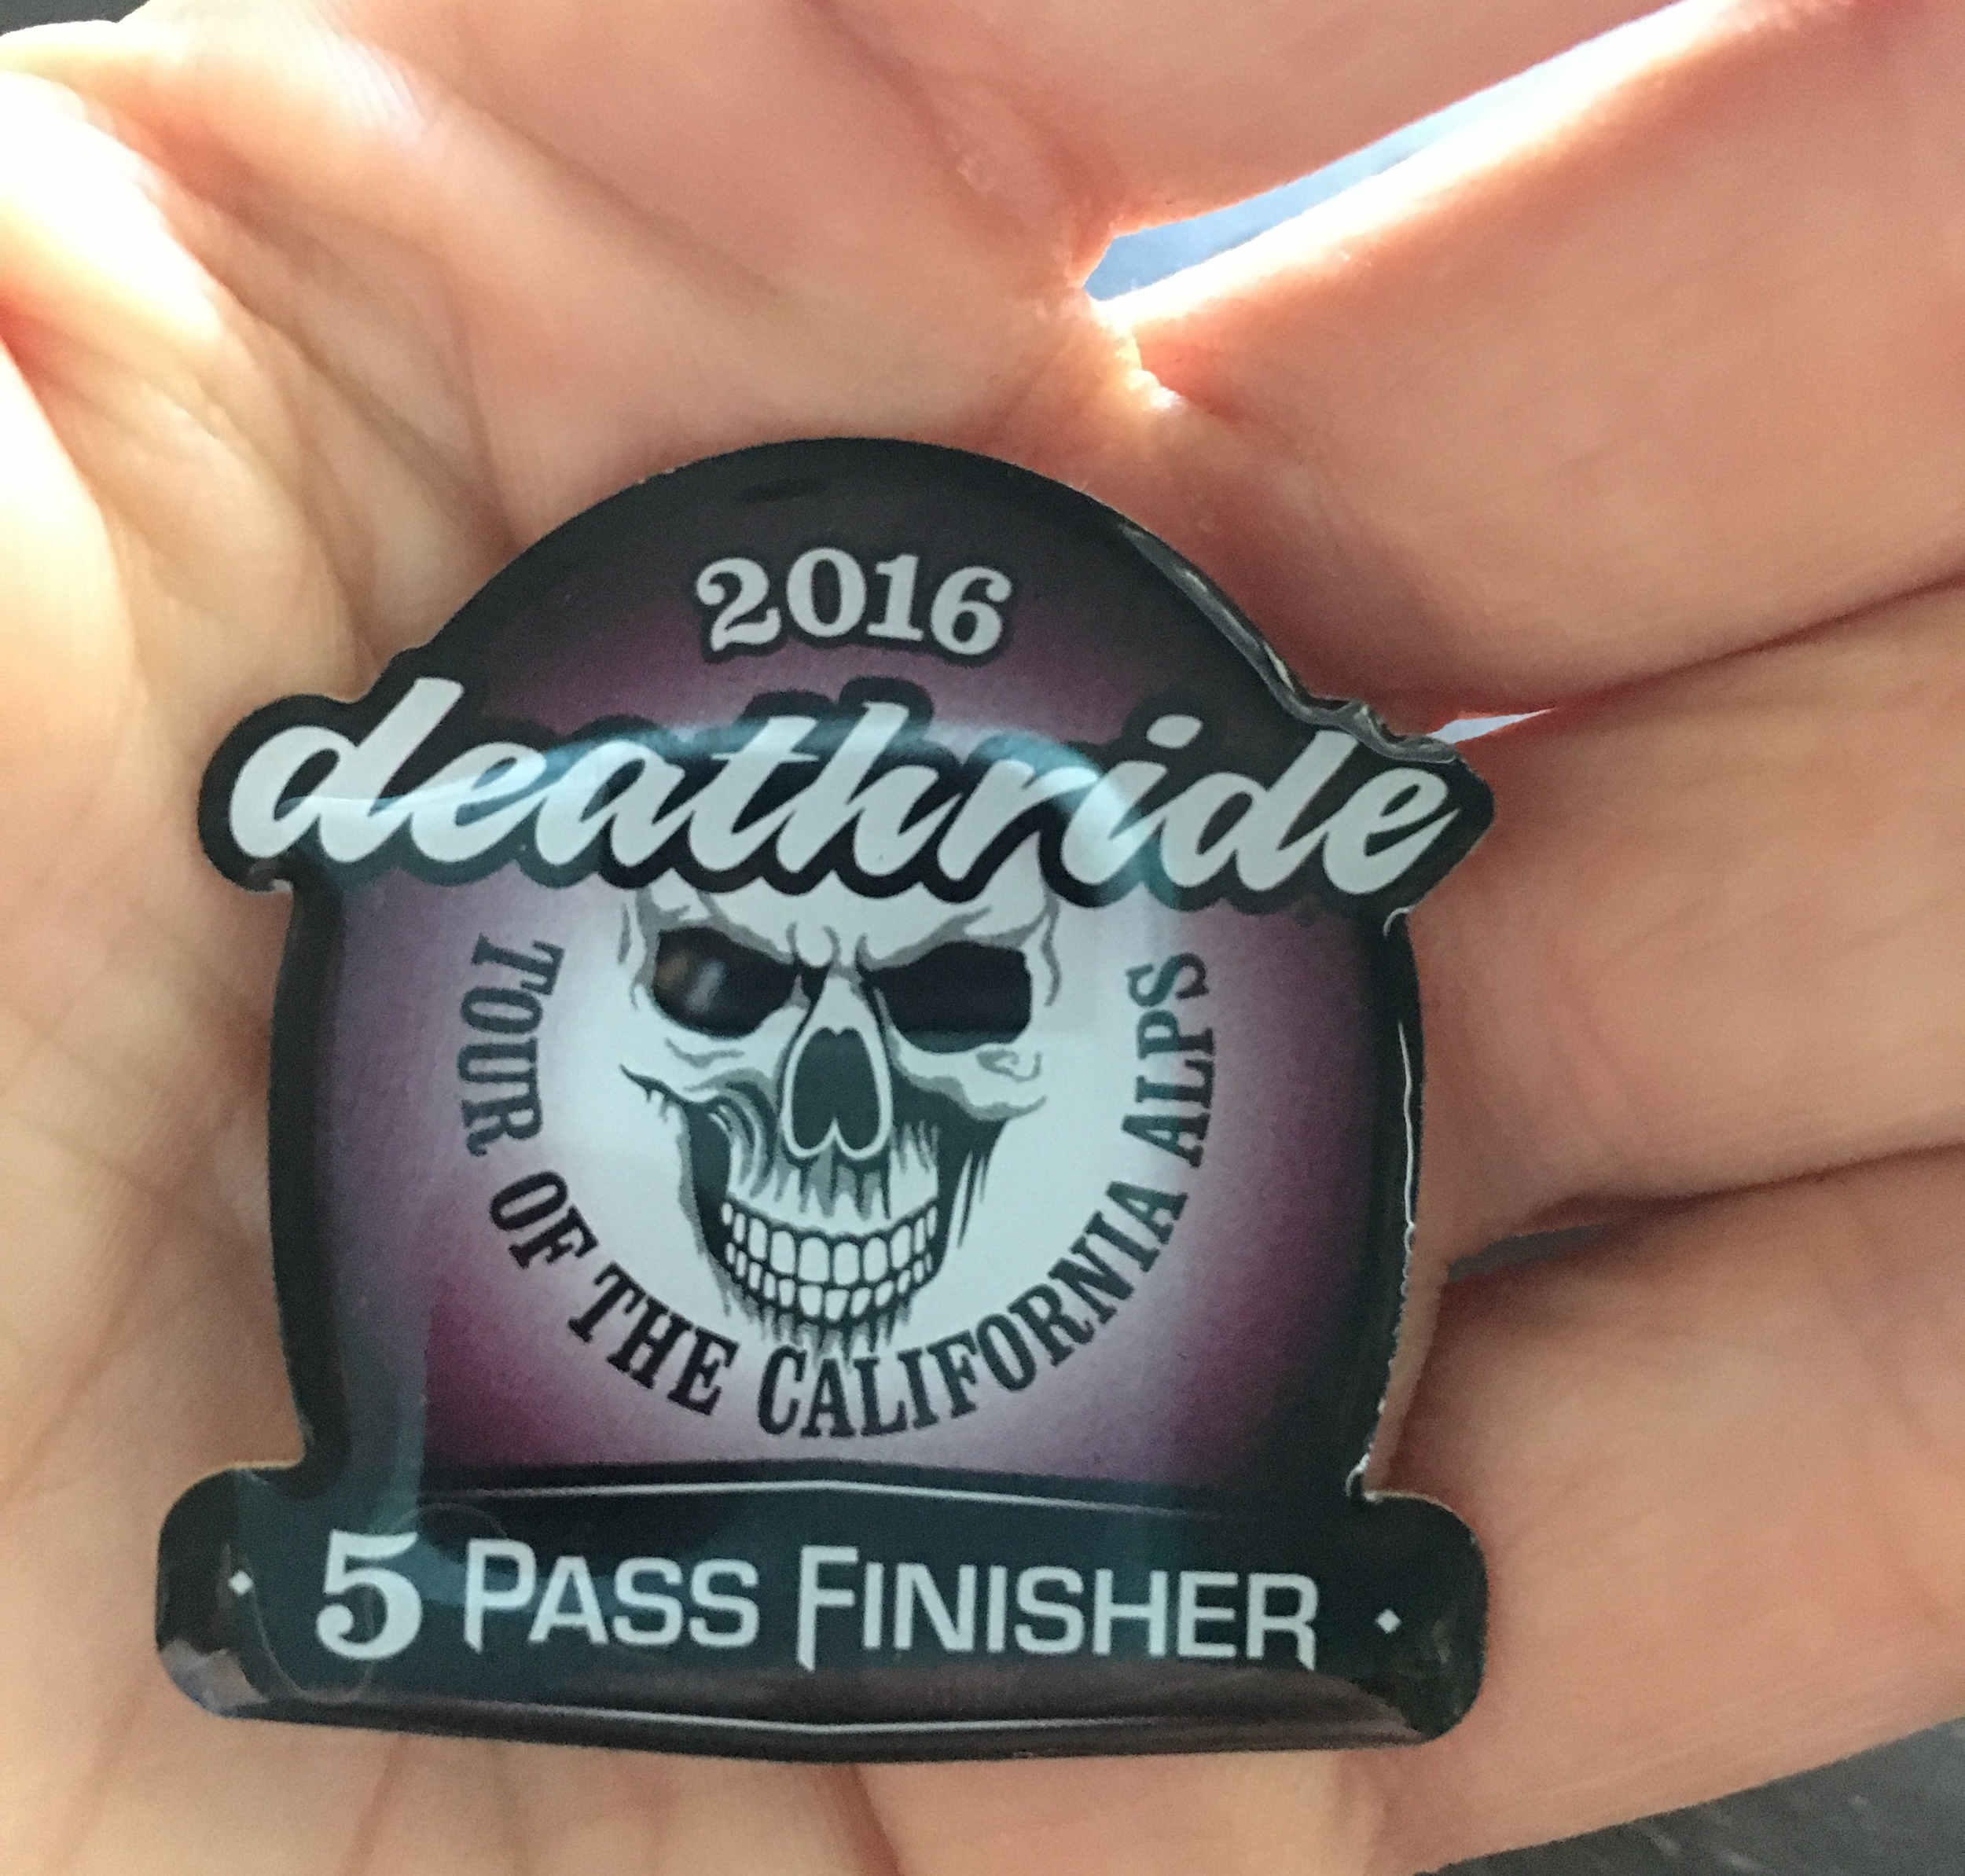 2016
deathride
TOUR OF THE CALIFORNIA ALPS
5 PASS FINISHER